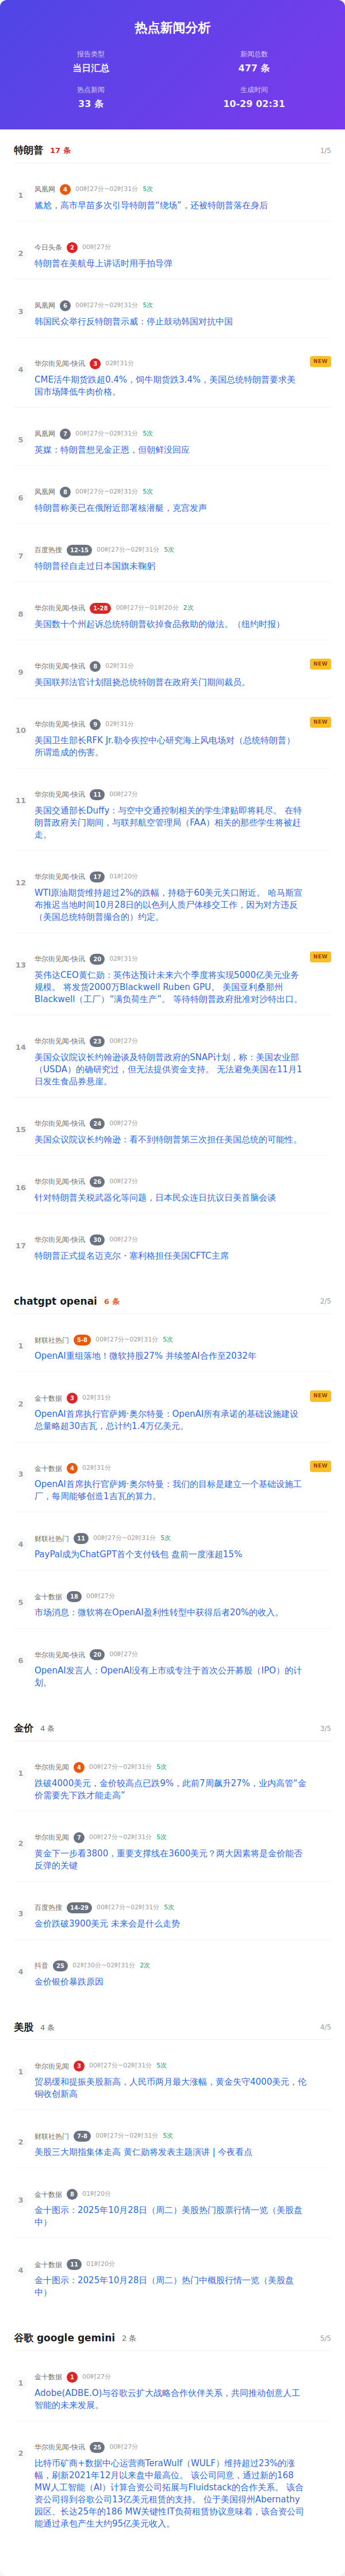 热点新闻分析
报告类型
新闻总数
当日汇总
477 条
热点新闻
生成时间
33 条
10-29 02:31
特朗普 17 条 1/5
1
凤凰网 4 00时27分~02时31分 5次
尴尬，高市早苗多次引导特朗普“绕场”，还被特朗普落在身后
2
今日头条 2 00时27分
特朗普在美航母上讲话时用手拍导弹
3
凤凰网 6 00时27分~02时31分 5次
韩国民众举行反特朗普示威：停止鼓动韩国对抗中国
4
华尔街见闻-快讯 3 02时31分 NEW
CME活牛期货跌超0.4%，饲牛期货跌3.4%，美国总统特朗普要求美
国市场降低牛肉价格。
5
凤凰网 7 00时27分~02时31分 5次
英媒：特朗普想见金正恩，但朝鲜没回应
6
凤凰网 8 00时27分~02时31分 5次
特朗普称美已在俄附近部署核潜艇，克宫发声
7
百度热搜 12-15 00时27分~02时31分 5次
特朗普径自走过日本国旗未鞠躬
8
华尔街见闻-快讯 1-28 00时27分~01时20分 2次
美国数十个州起诉总统特朗普砍掉食品救助的做法。（纽约时报）
9
华尔街见闻-快讯 8 02时31分 NEW
美国联邦法官计划阻挠总统特朗普在政府关门期间裁员。
10
华尔街见闻-快讯 9 02时31分 NEW
美国卫生部长RFK Jr.勒令疾控中心研究海上风电场对（总统特朗普）
所谓造成的伤害。
11
华尔街见闻-快讯 11 00时27分
美国交通部长Duffy：与空中交通控制相关的学生津贴即将耗尽。 在特
朗普政府关门期间，与联邦航空管理局（FAA）相关的那些学生将被赶
走。
12
华尔街见闻-快讯 17 01时20分
WTI原油期货维持超过2%的跌幅，持稳于60美元关口附近。 哈马斯宣
布推迟当地时间10月28日的以色列人质尸体移交工作，因为对方违反
（美国总统特朗普撮合的）约定。
13
华尔街见闻-快讯 20 02时31分 NEW
英伟达CEO黄仁勋：英伟达预计未来六个季度将实现5000亿美元业务
规模。 将发货2000万Blackwell Ruben GPU。 美国亚利桑那州
Blackwell（工厂）“满负荷生产”。 等待特朗普政府批准对沙特出口。
14
华尔街见闻-快讯 23 00时27分
美国众议院议长约翰逊谈及特朗普政府的SNAP计划，称：美国农业部
（USDA）的确研究过，但无法提供资金支持。 无法避免美国在11月1
日发生食品券悬崖。
15
华尔街见闻-快讯 24 00时27分
美国众议院议长约翰逊：看不到特朗普第三次担任美国总统的可能性。
16
华尔街见闻-快讯 26 00时27分
针对特朗普关税武器化等问题，日本民众连日抗议日美首脑会谈
17
华尔街见闻-快讯 30 00时27分
特朗普正式提名迈克尔・塞利格担任美国CFTC主席
chatgpt openai 6 条 2/5
1
财联社热门 5-8 00时27分~02时31分 5次
OpenAI重组落地！微软持股27% 并续签AI合作至2032年
2
金十数据 3 02时31分 NEW
OpenAI首席执行官萨姆·奥尔特曼：OpenAI所有承诺的基础设施建设
总量略超30吉瓦，总计约1.4万亿美元。
3
金十数据 4 02时31分 NEW
OpenAI首席执行官萨姆·奥尔特曼：我们的目标是建立一个基础设施工
厂，每周能够创造1吉瓦的算力。
4
财联社热门 11 00时27分~02时31分 5次
PayPal成为ChatGPT首个支付钱包 盘前一度涨超15%
5
金十数据 18 00时27分
市场消息：微软将在OpenAI盈利性转型中获得后者20%的收入。
6
华尔街见闻-快讯 20 00时27分
OpenAI发言人：OpenAI没有上市或专注于首次公开募股（IPO）的计
划。
金价 4 条 3/5
1
华尔街见闻 4 00时27分~02时31分 5次
跌破4000美元，金价较高点已跌9%，此前7周飙升27%，业内高管“金
价需要先下跌才能走高”
2
华尔街见闻 7 00时27分~02时31分 5次
黄金下一步看3800，重要支撑线在3600美元？两大因素将是金价能否
反弹的关键
3
百度热搜 14-29 00时27分~02时31分 5次
金价跌破3900美元 未来会是什么走势
4
抖音 25 02时30分~02时31分 2次
金价银价暴跌原因
美股 4 条 4/5
1
华尔街见闻 3 00时27分~02时31分 5次
贸易缓和提振美股新高，人民币两月最大涨幅，黄金失守4000美元，伦
铜收创新高
2
财联社热门 7-8 00时27分~02时31分 5次
美股三大期指集体走高 黄仁勋将发表主题演讲 | 今夜看点
3
金十数据 8 01时20分
金十图示：2025年10月28日（周二）美股热门股票行情一览（美股盘
中）
4
金十数据 11 01时20分
金十图示：2025年10月28日（周二）热门中概股行情一览（美股盘
中）
谷歌 google gemini 2 条 5/5
1
金十数据 1 00时27分
Adobe(ADBE.O)与谷歌云扩大战略合作伙伴关系，共同推动创意人工
智能的未来发展。
2
华尔街见闻-快讯 25 00时27分
比特币矿商+数据中心运营商TeraWulf（WULF）维持超过23%的涨
幅，刷新2021年12月以来盘中最高位。 该公司同意，通过新的168
MW人工智能（AI）计算合资公司拓展与Fluidstack的合作关系。 该合
资公司得到谷歌公司13亿美元租赁的支持。 位于美国得州Abernathy
园区、长达25年的186 MW关键性IT负荷租赁协议意味着，该合资公司
能通过承包产生大约95亿美元收入。